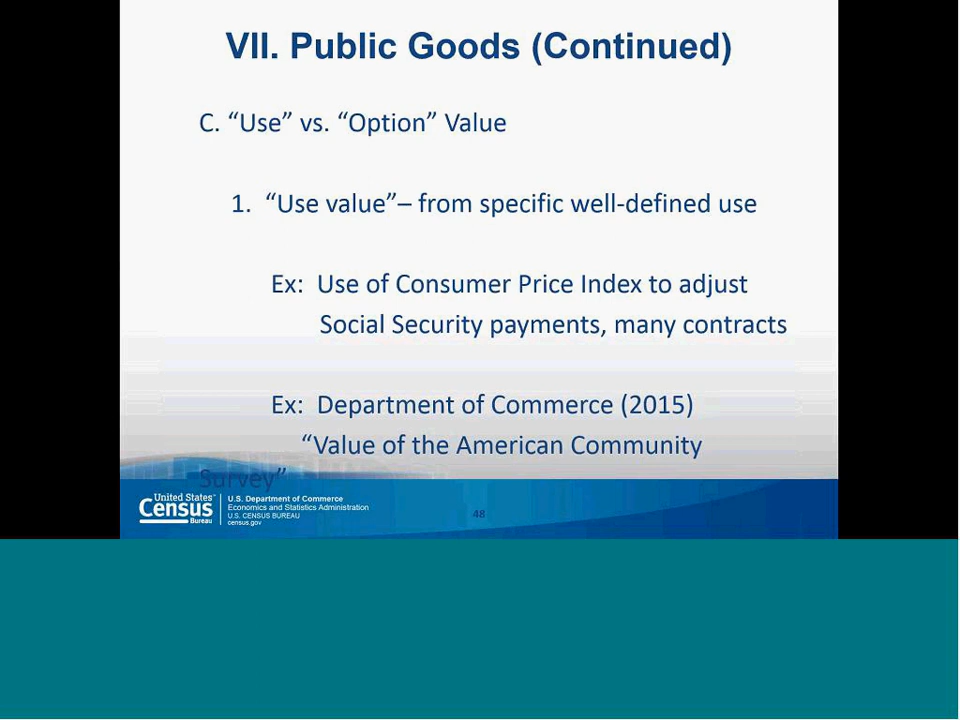 VII. Public Goods (Continued)
C. “Use” vs. “Option” Value
1. “Use value”– from specific well-defined use
Ex: Use of Consumer Price Index to adjust
Social Security payments, many contracts
Ex: Department of Commerce (2015)
“Value of the American Community
Survey”
United States™
Census
Bureau
U.S. Department of Commerce
Economics and Statistics Administration
U.S. CENSUS BUREAU
census.gov
48